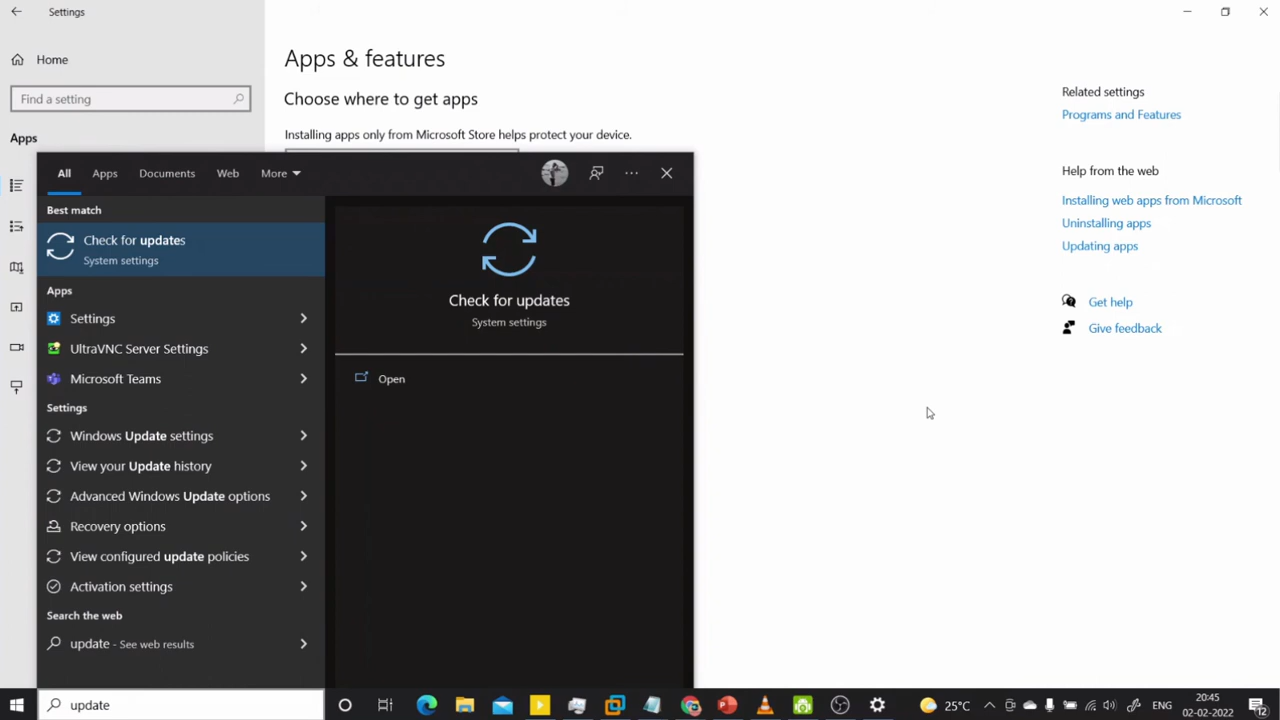 Settings
Home
Find a setting
Apps
Apps & features
Choose where to get apps
Installing apps only from Microsoft Store helps protect your device.
Related settings
Programs and Features
Help from the web
Installing web apps from Microsoft
Uninstalling apps
Updating apps
Get help
Give feedback
All Apps Documents Web More
Best match
Check for updates
System settings
Apps
Settings
UltraVNC Server Settings
Microsoft Teams
Settings
Windows Update settings
View your Update history
Advanced Windows Update options
Recovery options
View configured update policies
Activation settings
Search the web
update - See web results
Check for updates
System settings
Open
update
25°C
ENG
20:45
02-02-2022
12